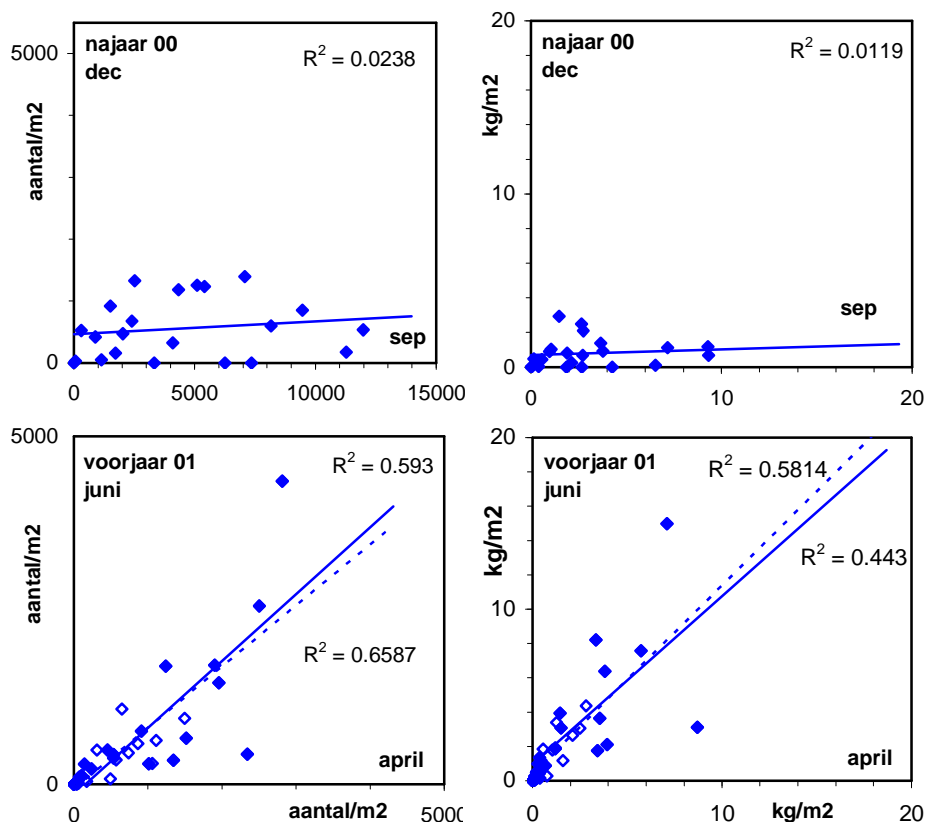 najaar 00
dec
R² = 0.0238
5000
aantal/m2
0
sep
0
5000
10000
15000
najaar 00
dec
R² = 0.0119
20
kg/m2
10
0
sep
0
10
20
voorjaar 01
juni
R² = 0.593
5000
aantal/m2
R² = 0.6587
0
april
0
aantal/m2
5000
voorjaar 01
juni
R² = 0.5814
20
kg/m2
R² = 0.443
10
0
april
0
kg/m2
20